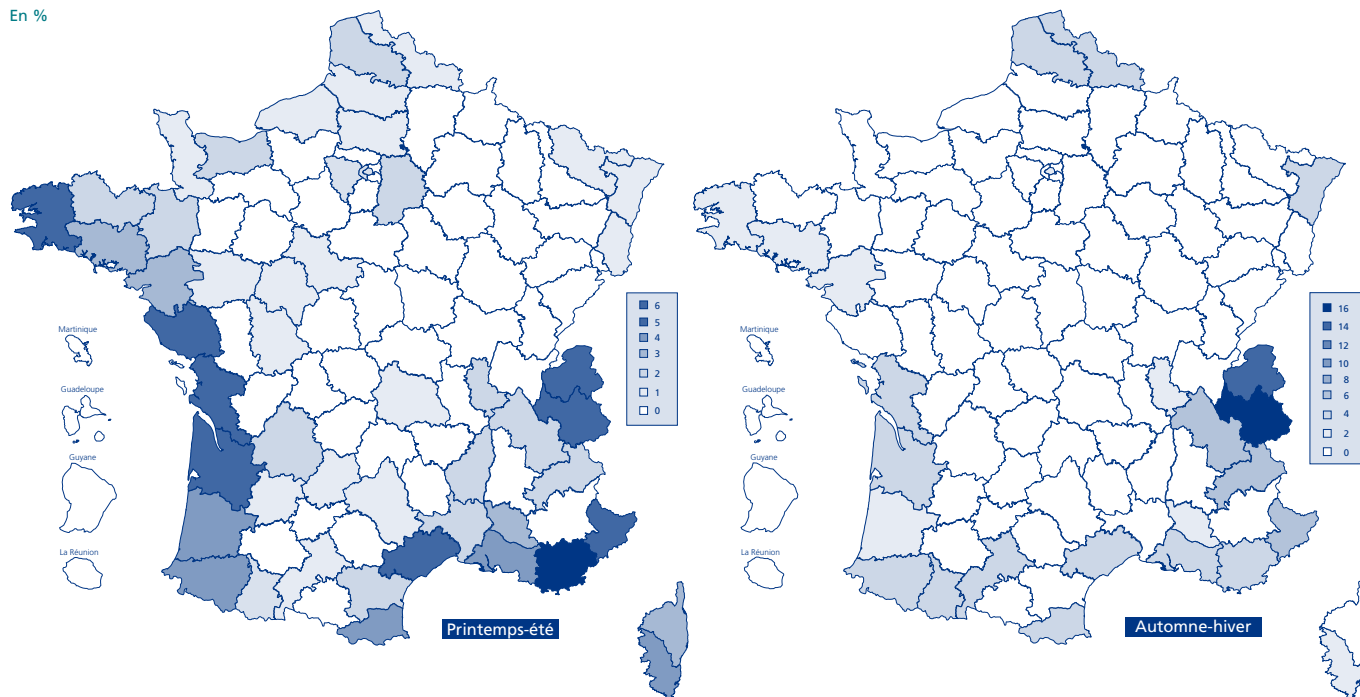 En %
6
5
4
3
2
1
0
Martinique
Guadeloupe
Guyane
La Réunion
Printemps-été
16
14
12
10
8
6
4
2
0
Martinique
Guadeloupe
Guyane
La Réunion
Automne-hiver